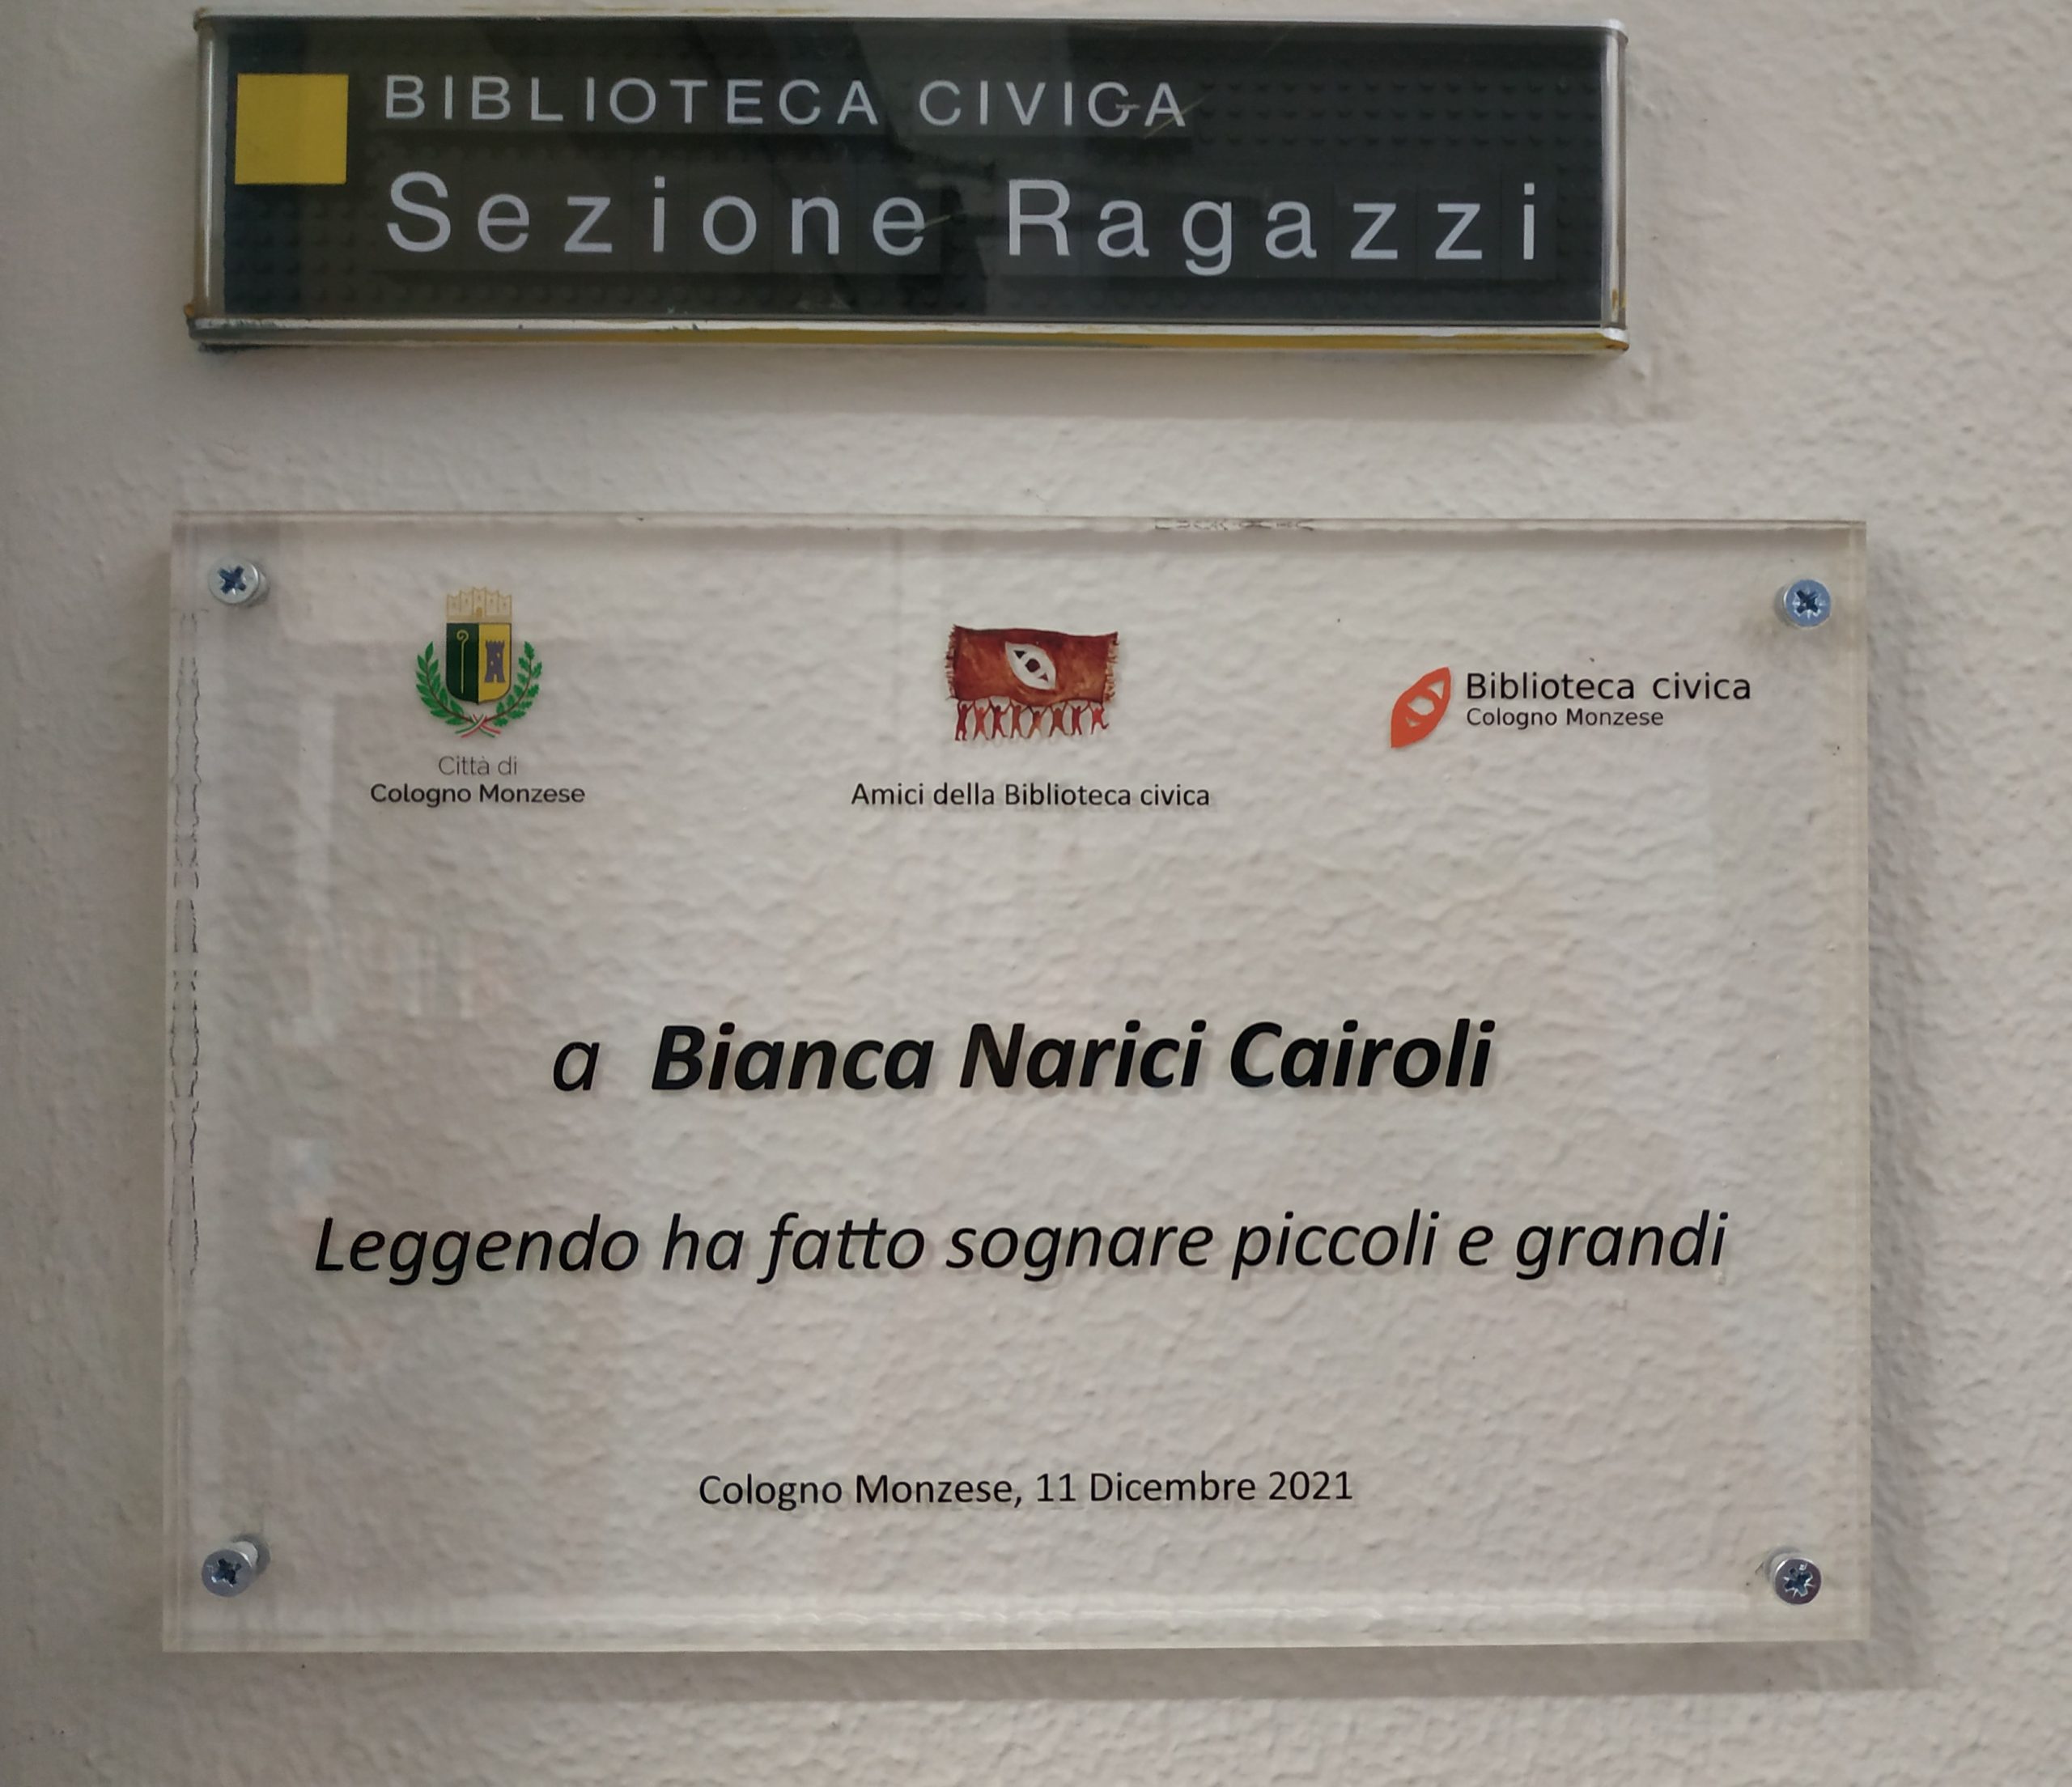 BIBLIOTECA CIVICA
Sezione Ragazzi
Città di
Cologno Monzese
Amici della Biblioteca civica
Biblioteca civica
Cologno Monzese
a Bianca Narici Cairoli
Leggendo ha fatto sognare piccoli e grandi
Cologno Monzese, 11 Dicembre 2021